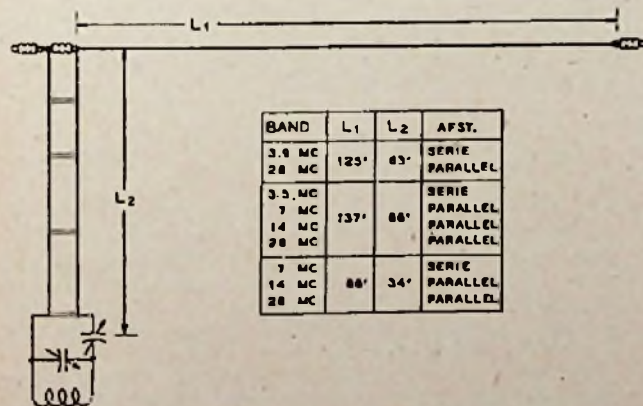 L1
L2
BAND L1 L2 AFST.
3.9 MC 125' 63' SERIE
28 MC PARALLEL
3.5 MC 137' 66' SERIE
7 MC PARALLEL
14 MC PARALLEL
28 MC PARALLEL
7 MC 34' SERIE
14 MC PARALLEL
28 MC PARALLEL